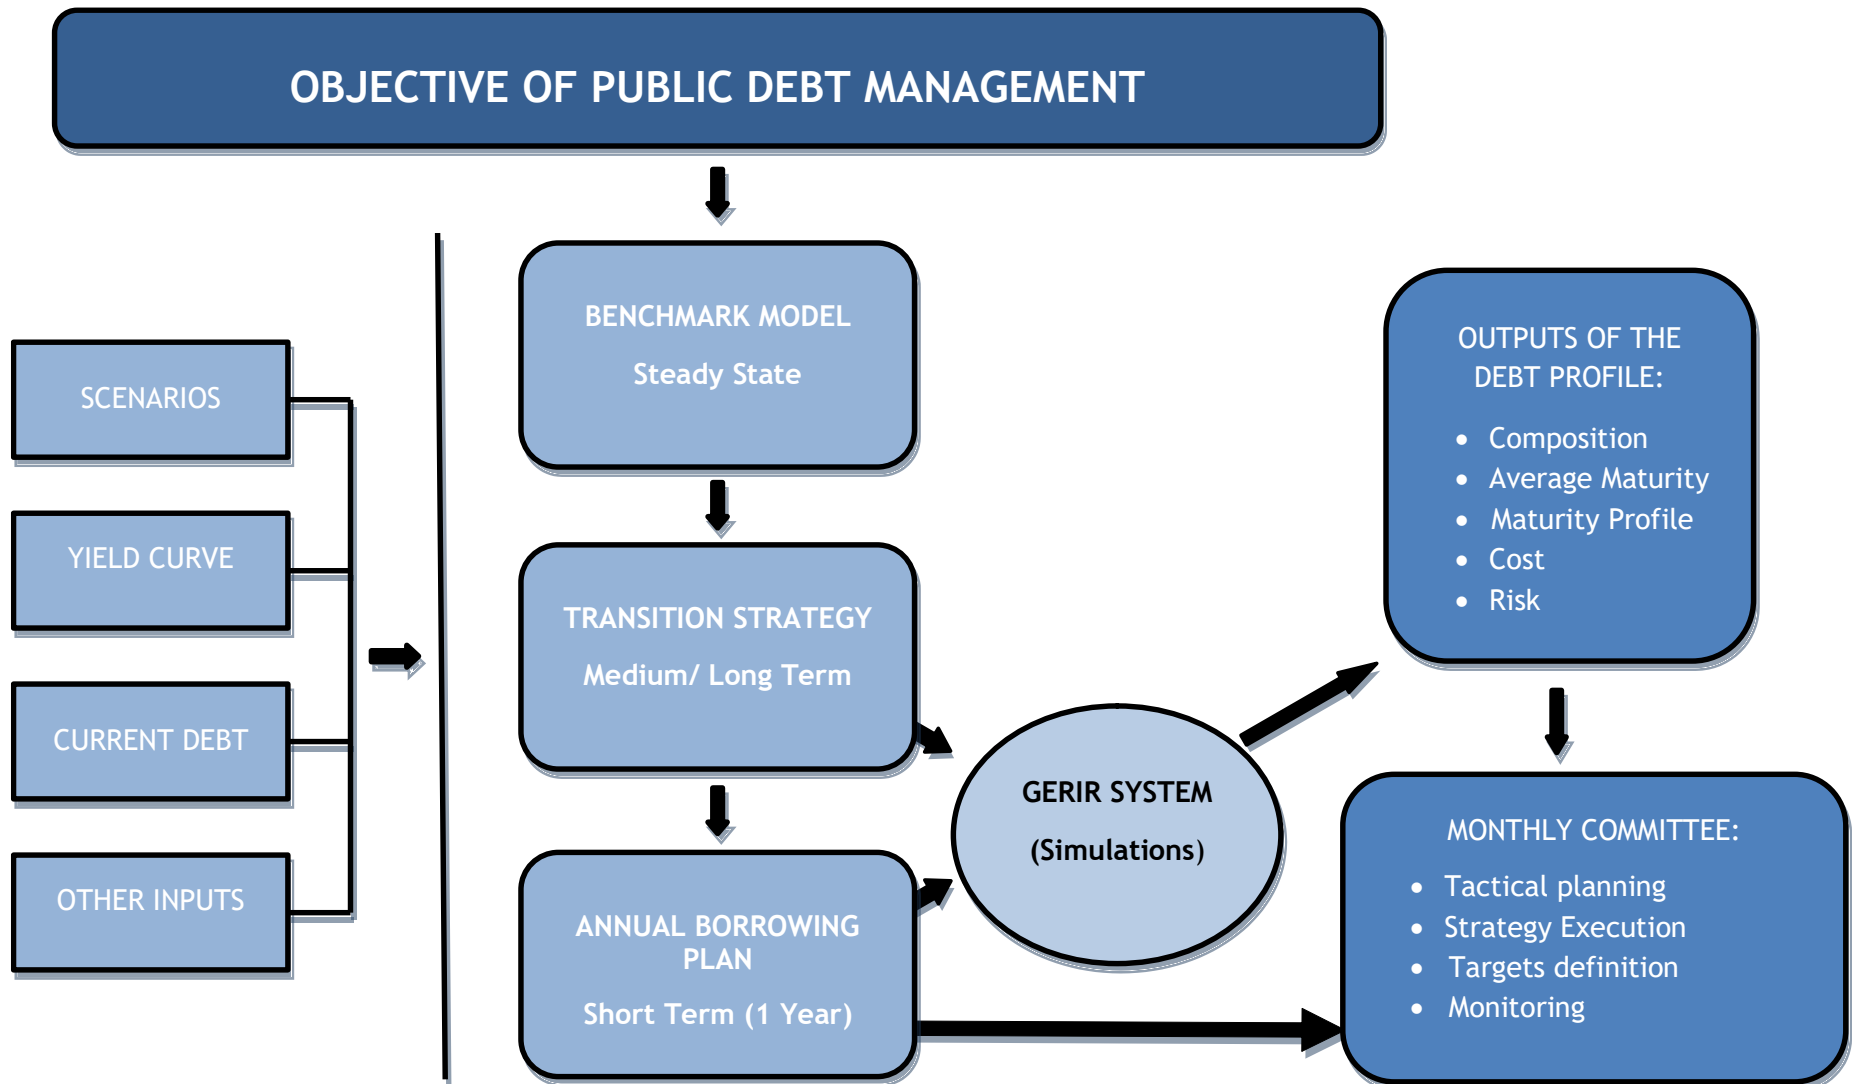 OBJECTIVE OF PUBLIC DEBT MANAGEMENT
SCENARIOS
YIELD CURVE
CURRENT DEBT
OTHER INPUTS
BENCHMARK MODEL
Steady State
TRANSITION STRATEGY
Medium/ Long Term
ANNUAL BORROWING
PLAN
Short Term (1 Year)
GERIR SYSTEM
(Simulations)
OUTPUTS OF THE
DEBT PROFILE:
• Composition
• Average Maturity
• Maturity Profile
• Cost
• Risk
MONTHLY COMMITTEE:
• Tactical planning
• Strategy Execution
• Targets definition
• Monitoring